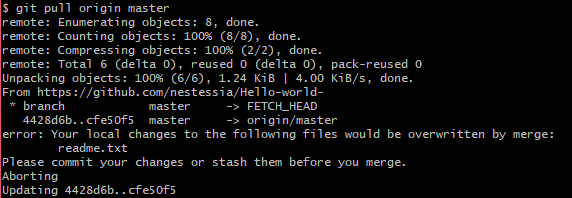 $ git pull origin master
remote: Enumerating objects: 8, done.
remote: Counting objects: 100% (8/8), done.
remote: Compressing objects: 100% (2/2), done.
remote: Total 6 (delta 0), reused 0 (delta 0), pack-reused 0
Unpacking objects: 100% (6/6), 1.24 KiB | 4.00 KiB/s, done.
From https://github.com/nestessia/Hello-world-
 * branch            master     -> FETCH_HEAD
   4428d6b..cfe50f5  master     -> origin/master
error: Your local changes to the following files would be overwritten by merge:
        readme.txt
Please commit your changes or stash them before you merge.
Aborting
Updating 4428d6b..cfe50f5